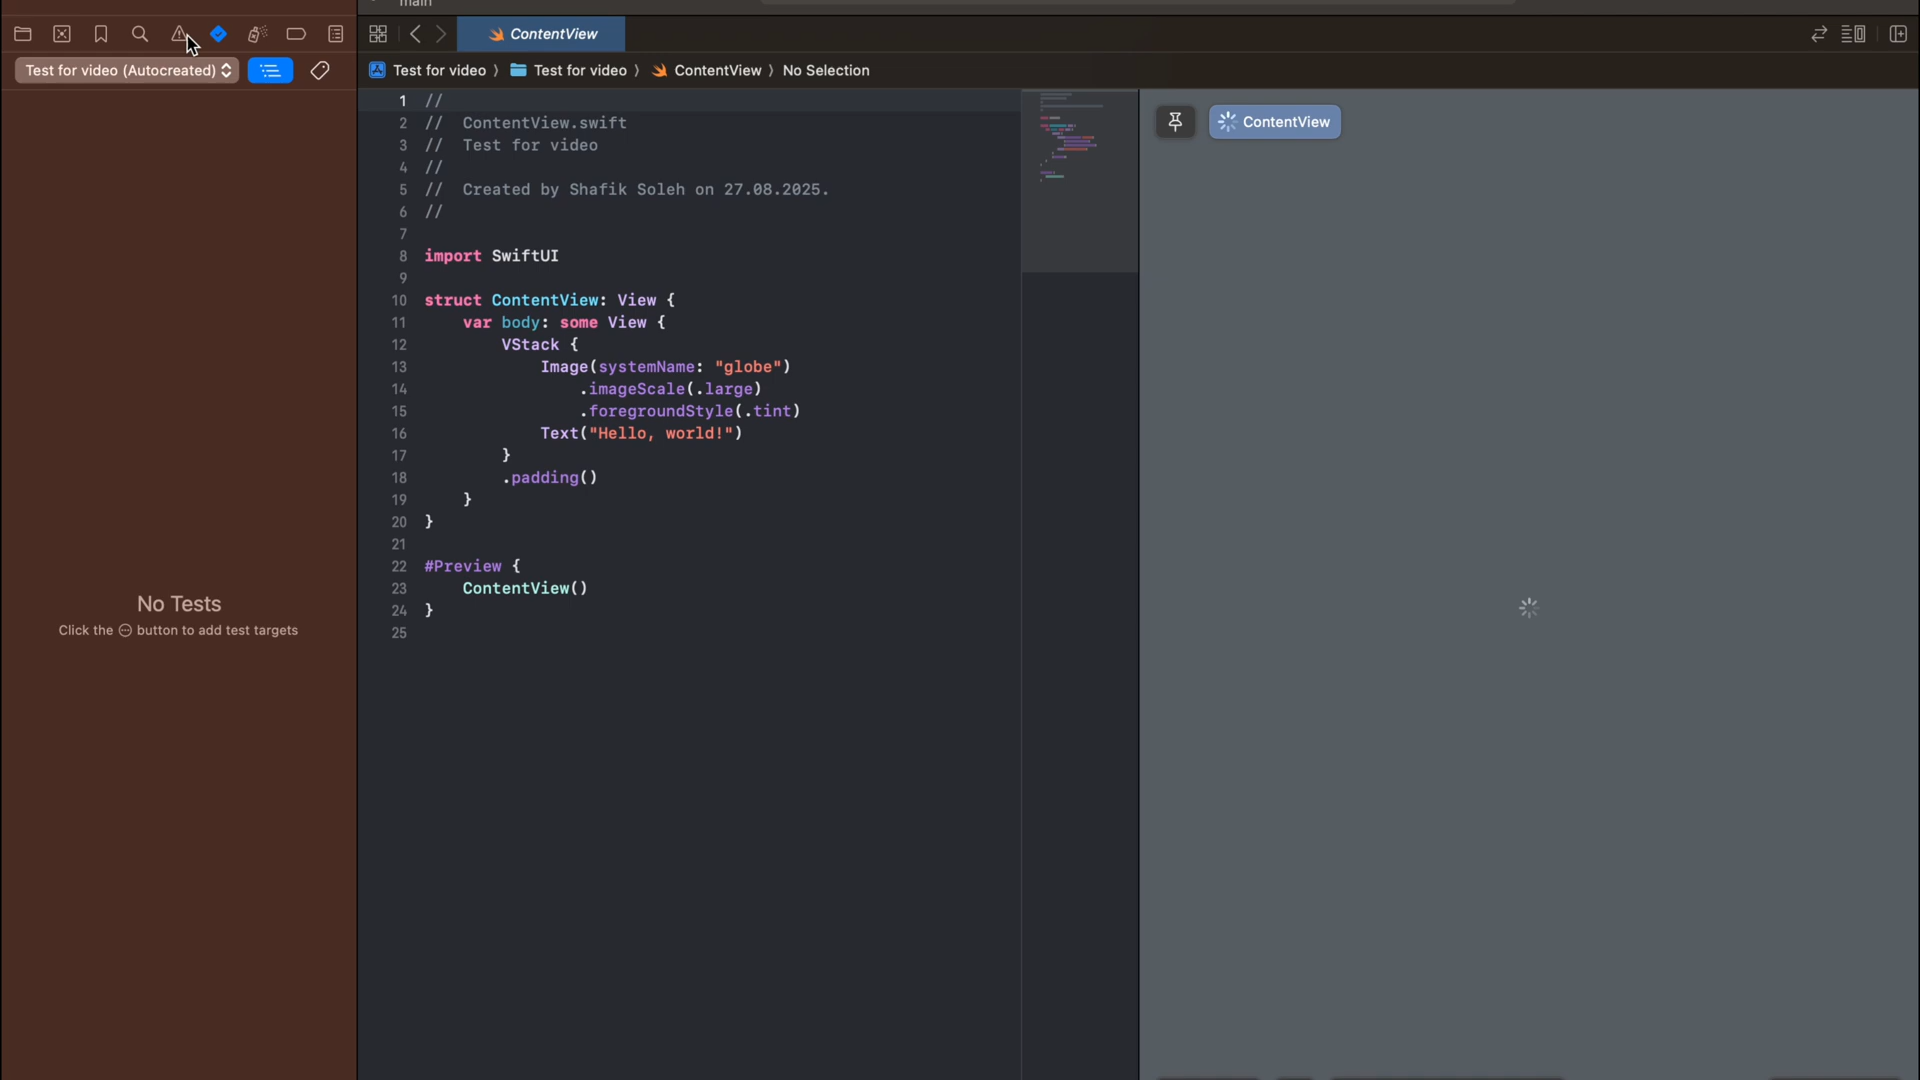 main
ContentView
Test for video (Autocreated)
Test for video 〉 Test for video 〉 ContentView 〉 No Selection
1 //
2 //  ContentView.swift
3 //  Test for video
4 //
5 //  Created by Shafik Soleh on 27.08.2025.
6 //
7
8 import SwiftUI
9
10 struct ContentView: View {
11     var body: some View {
12         VStack {
13             Image(systemName: "globe")
14                 .imageScale(.large)
15                 .foregroundStyle(.tint)
16             Text("Hello, world!")
17         }
18         .padding()
19     }
20 }
21
22 #Preview {
23     ContentView()
24 }
25
No Tests
Click the button to add test targets
ContentView